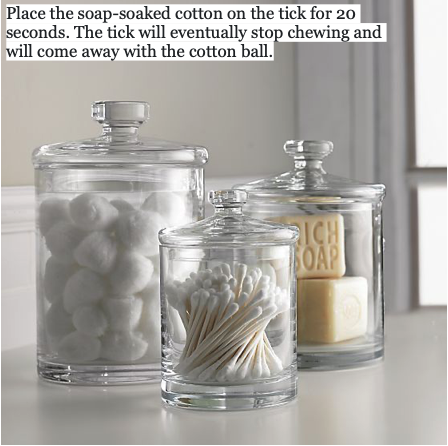 Place the soap-soaked cotton on the tick for 20
seconds. The tick will eventually stop chewing and
will come away with the cotton ball.
RICH
SOAP